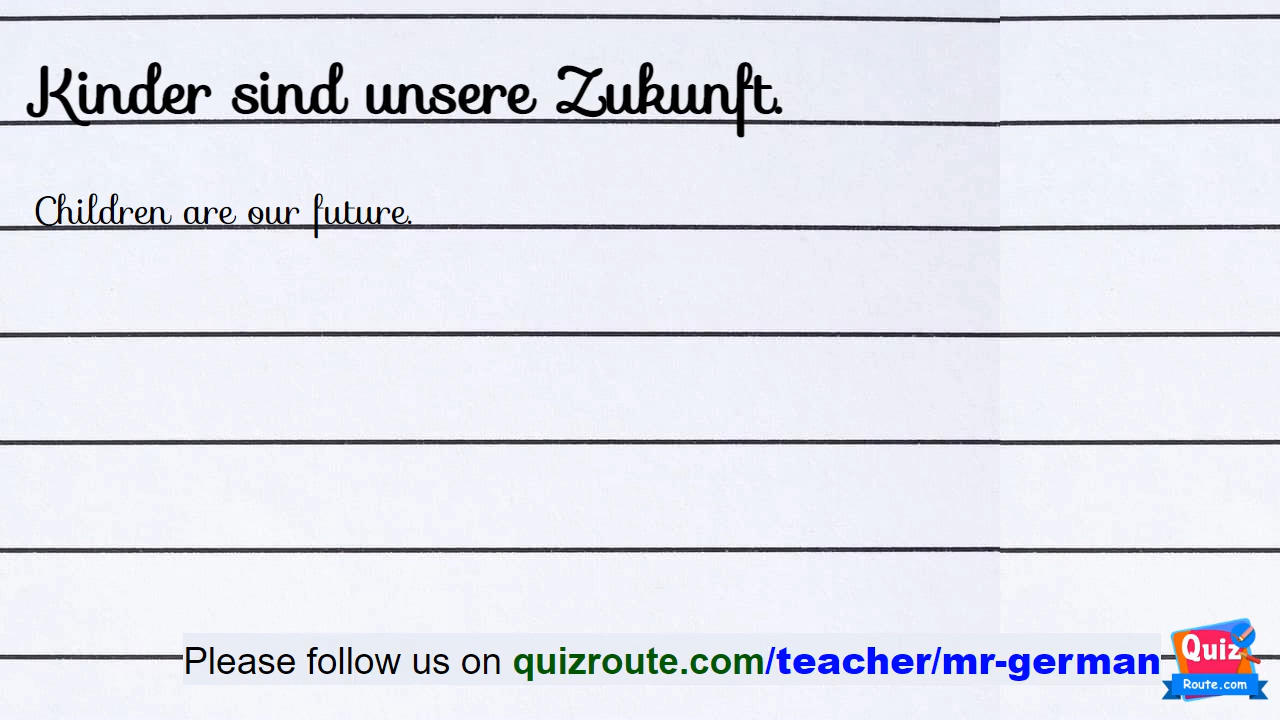 Kinder sind unsere Zukunft.
Children are our future.
Please follow us on quizroute.com/teacher/mr-german
Quiz
Route.com